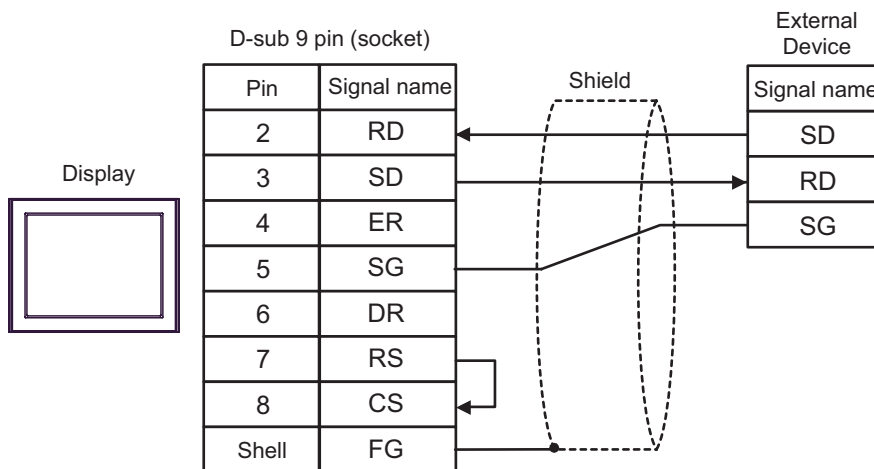 External
Device
D-sub 9 pin (socket)
Pin Signal name Shield Signal name
2 RD SD
Display 3 SD RD
4 ER SG
5 SG
6 DR
7 RS
8 CS
Shell FG